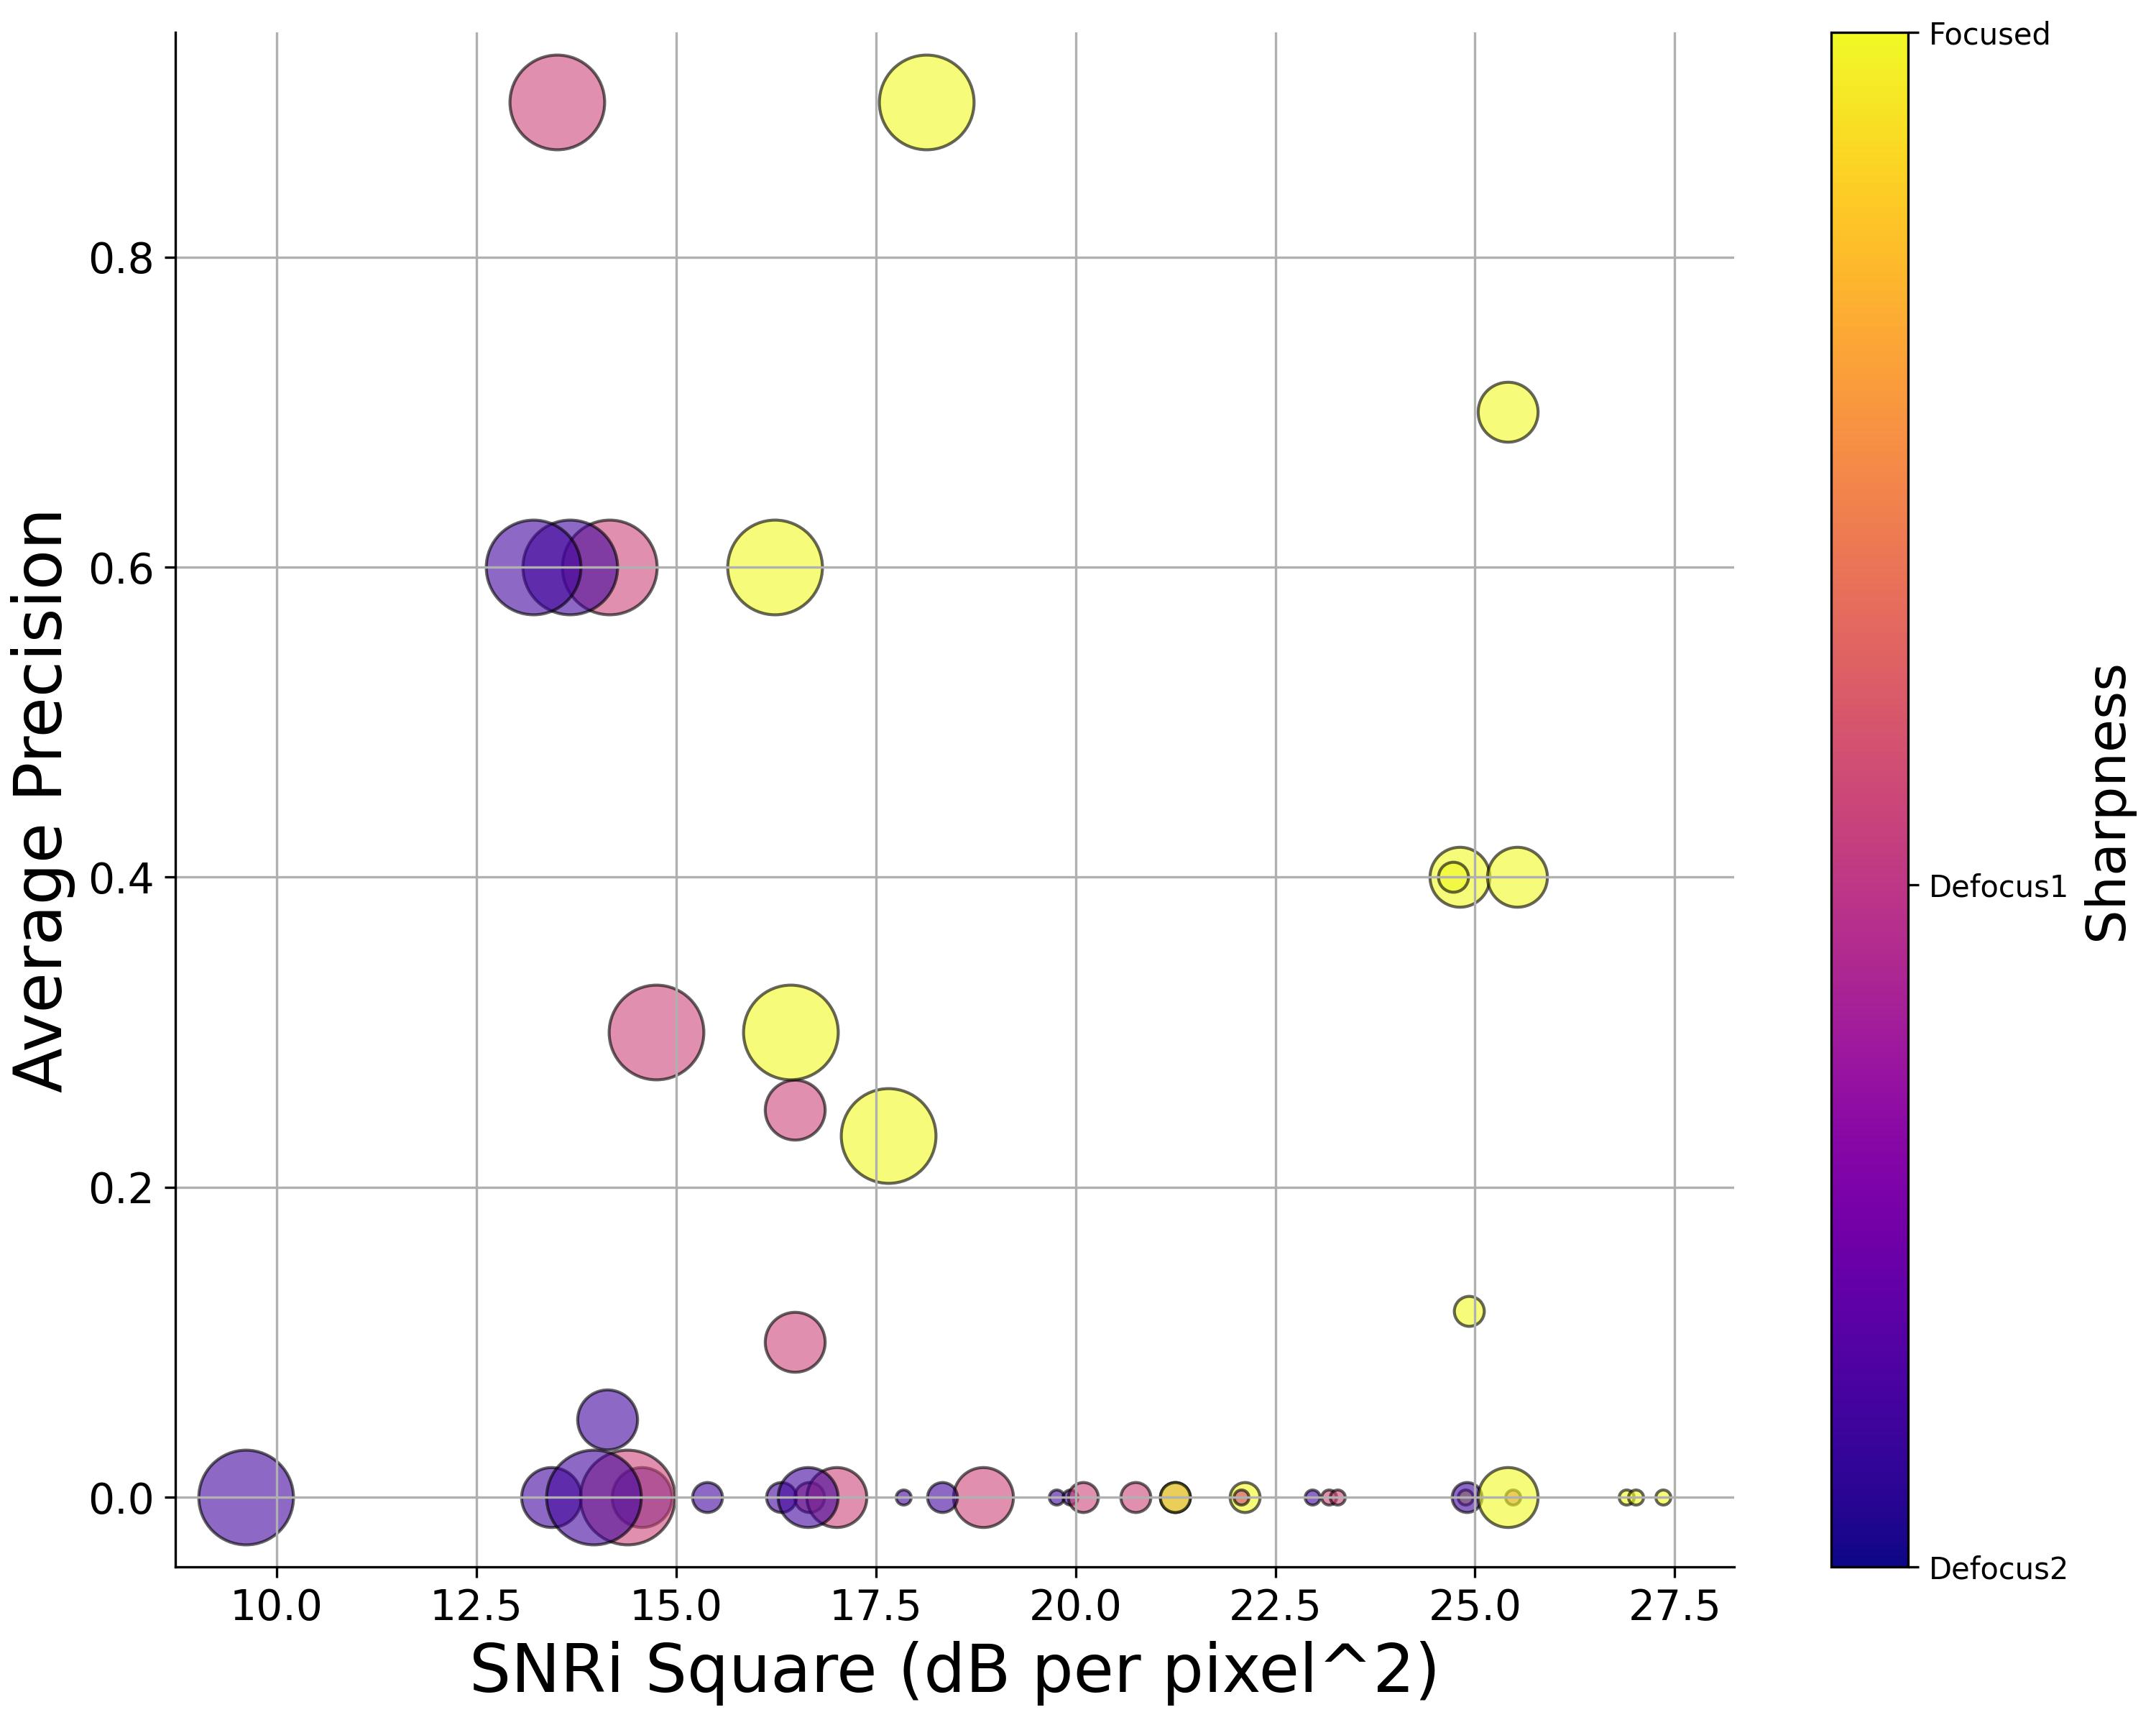 Average Precision
0.8
0.6
0.4
0.2
0.0
10.0 12.5 15.0 17.5 20.0 22.5 25.0 27.5
SNRi Square (dB per pixel^2)
Focused
Defocus1
Defocus2
Sharpness